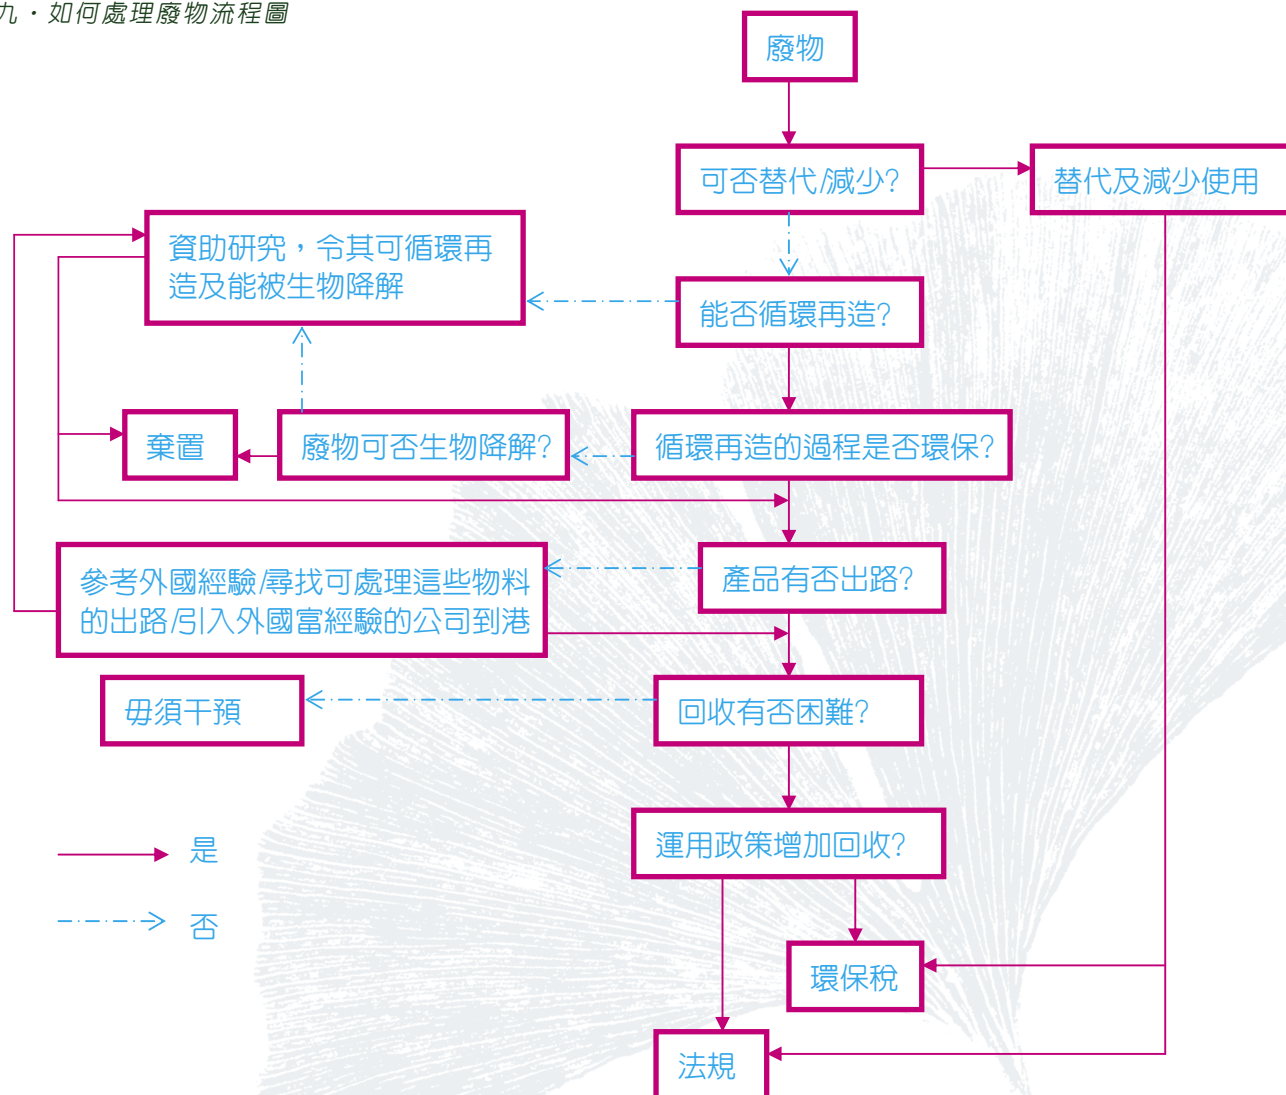 九．如何處理廢物流程圖
廢物
可否替代/減少?
替代及減少使用
資助研究，令其可循環再
造及能被生物降解
能否循環再造?
棄置
廢物可否生物降解?
循環再造的過程是否環保?
參考外國經驗/尋找可處理這些物料
的出路/引入外國富經驗的公司到港
產品有否出路?
毋須干預
回收有否困難?
運用政策增加回收?
是
否
環保稅
法規